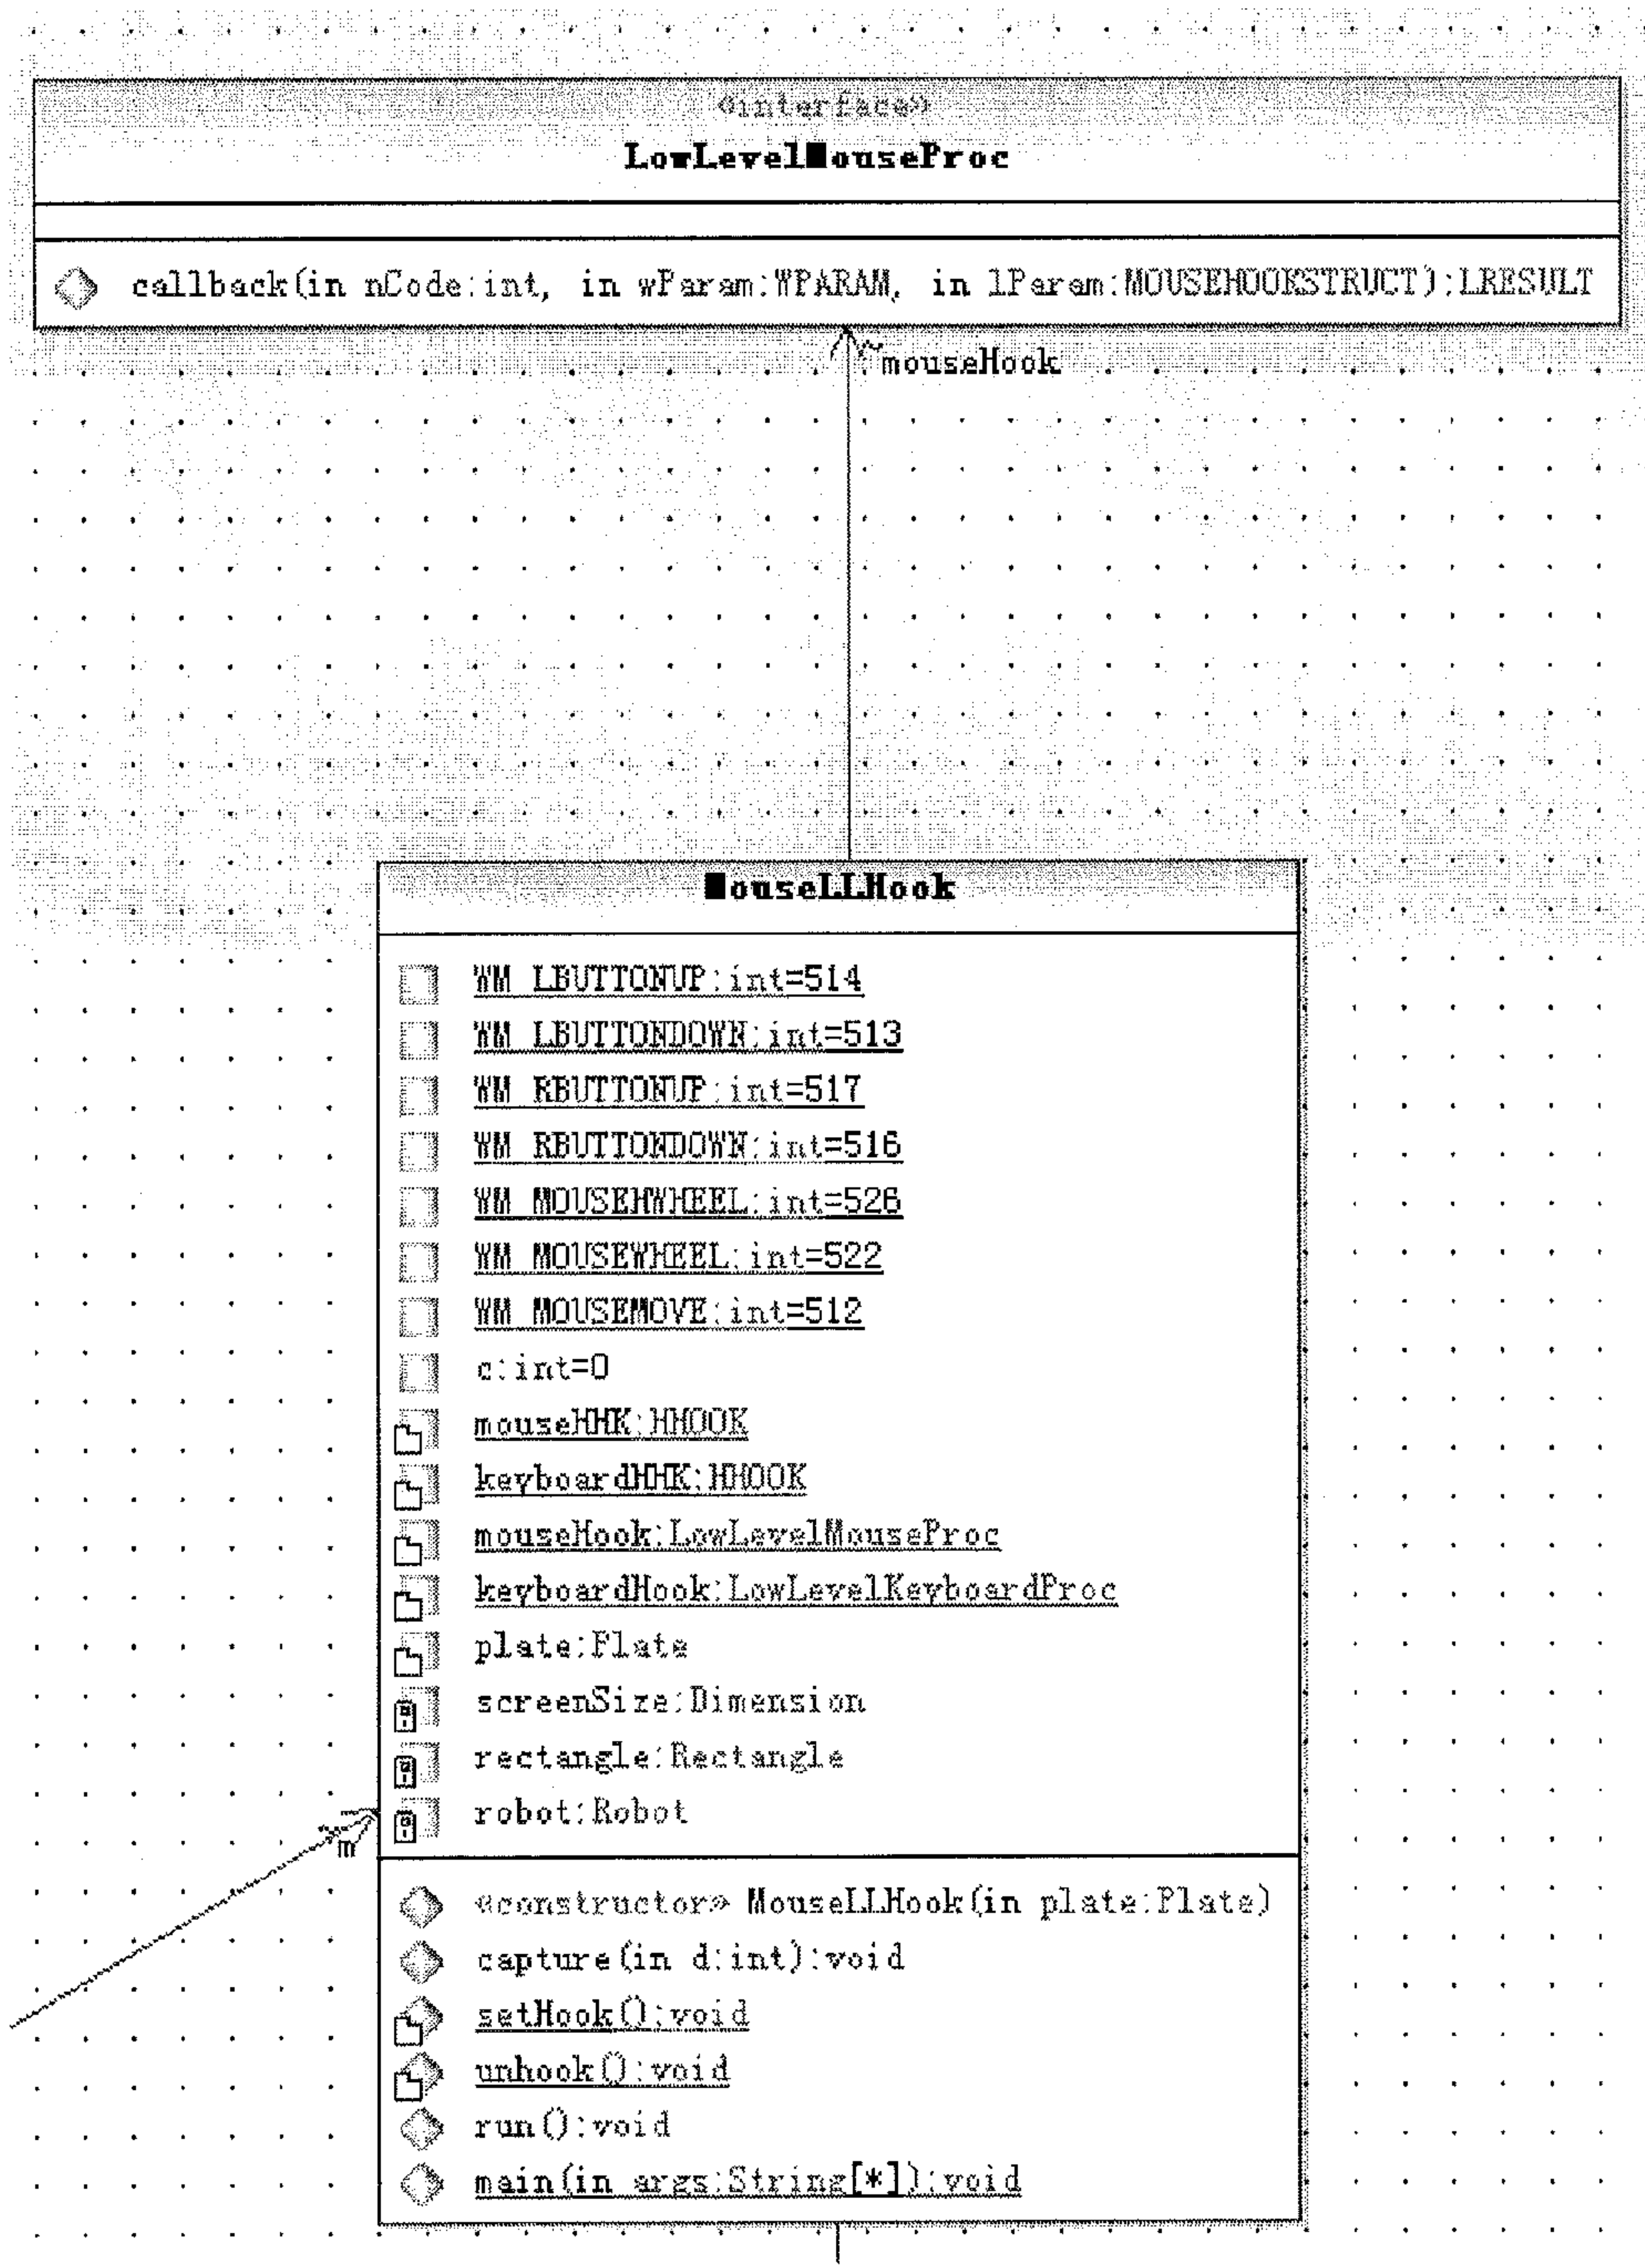 «interface»
LowLevelMouseProc
callback(in nCode:int, in wParam:WPARAM, in lParam:MOUSEHOOKSTRUCT):LRESULT
~mouseHook
MouseLLHook
WM_LBUTTONUP:int=514
WM_LBUTTONDOWN:int=513
WM_RBUTTONUP:int=517
WM_RBUTTONDOWN:int=516
WM_MOUSEHWHEEL:int=526
WM_MOUSEWHEEL:int=522
WM_MOUSEMOVE:int=512
c:int=0
mouseHHK:HHOOK
keyboardHHK:HHOOK
mouseHook:LowLevelMouseProc
keyboardHook:LowLevelKeyboardProc
plate:Plate
screenSize:Dimension
rectangle:Rectangle
robot:Robot
~m
«constructor» MouseLLHook(in plate:Plate)
capture(in d:int):void
setHook():void
unhook():void
run():void
main(in args:String[*]):void